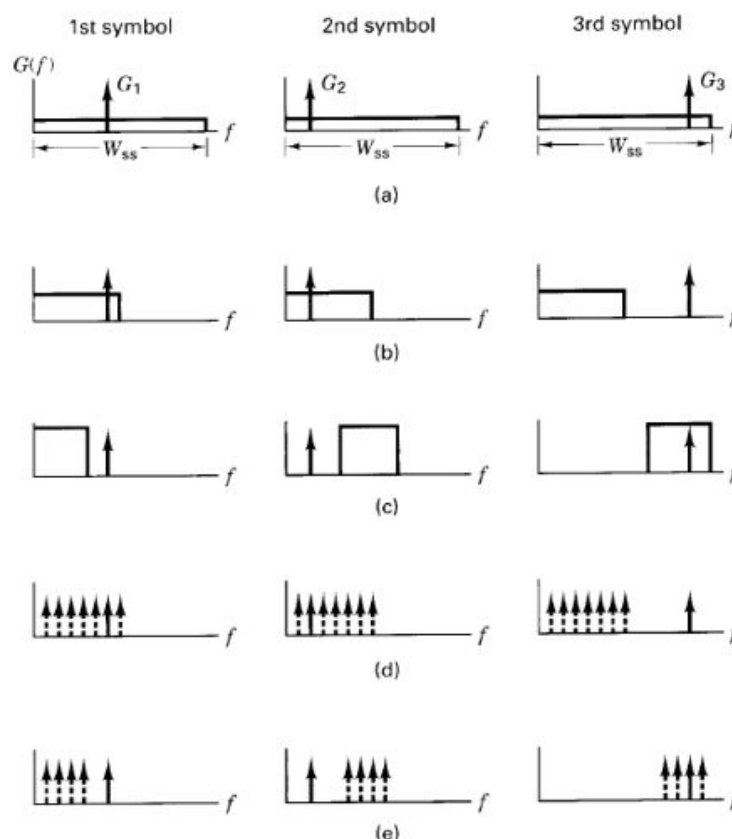 1st symbol 2nd symbol 3rd symbol
G(f) G1 G2 G3
f f f
Wss Wss Wss
(a)
f f f
(b)
f f f
(c)
f f f
(d)
f f f
(e)